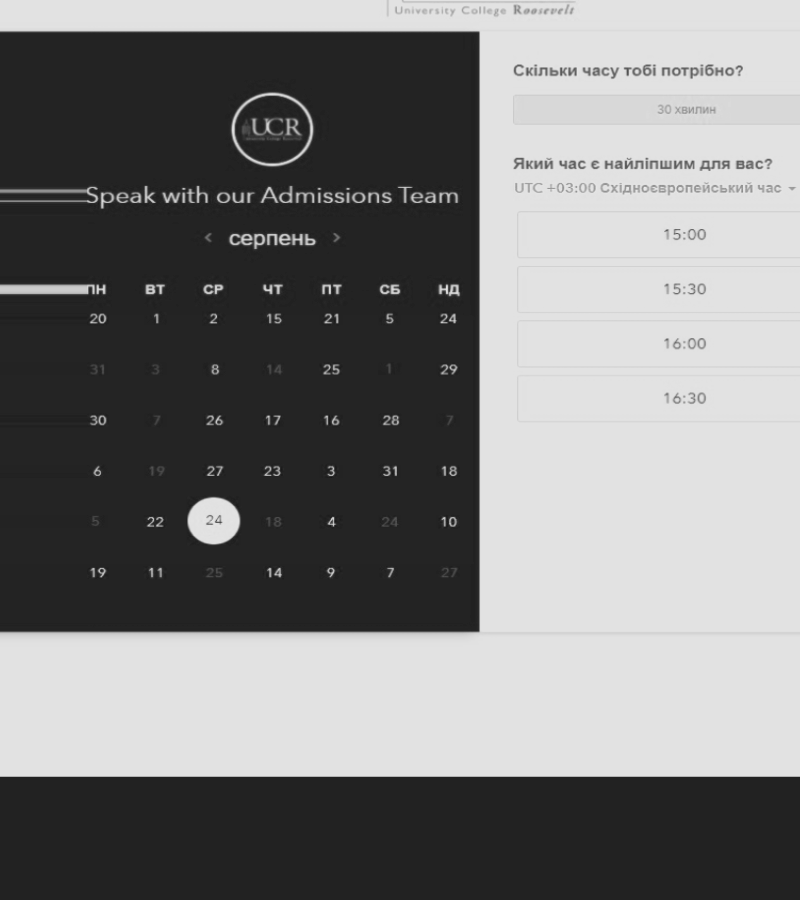 University College Roosevelt
UCR
Speak with our Admissions Team
< серпень >
ПН ВТ СР ЧТ ПТ СБ НД
20 1 2 15 21 5 24
31 3 8 14 25 1 29
30 7 26 17 16 28 7
6 19 27 23 3 31 18
5 22 24 18 4 24 10
19 11 25 14 9 7 27
Скільки часу тобі потрібно?
30 хвилин
Який час є найліпшим для вас?
UTC +03:00 Східноєвропейський час
15:00
15:30
16:00
16:30